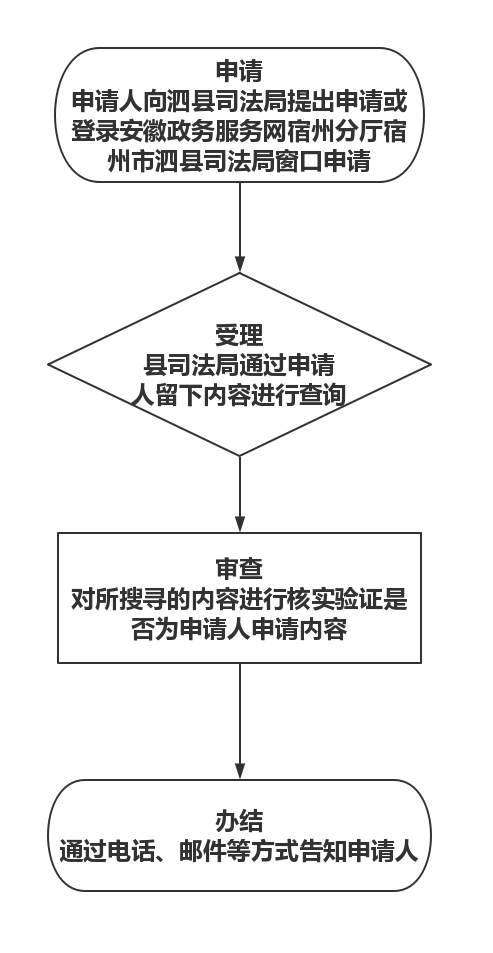 申请
申请人向泗县司法局提出申请或
登录安徽政务服务网宿州分厅宿
州市泗县司法局窗口申请
受理
县司法局通过申请
人留下内容进行查询
审查
对所搜寻的内容进行核实验证是
否为申请人申请内容
办结
通过电话、邮件等方式告知申请人